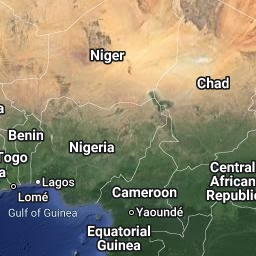 Niger
Chad
Benin
Nigeria
Togo
Lagos
Lomé
Gulf of Guinea
Cameroon
Yaoundé
Central
African
Republic
Equatorial
Guinea